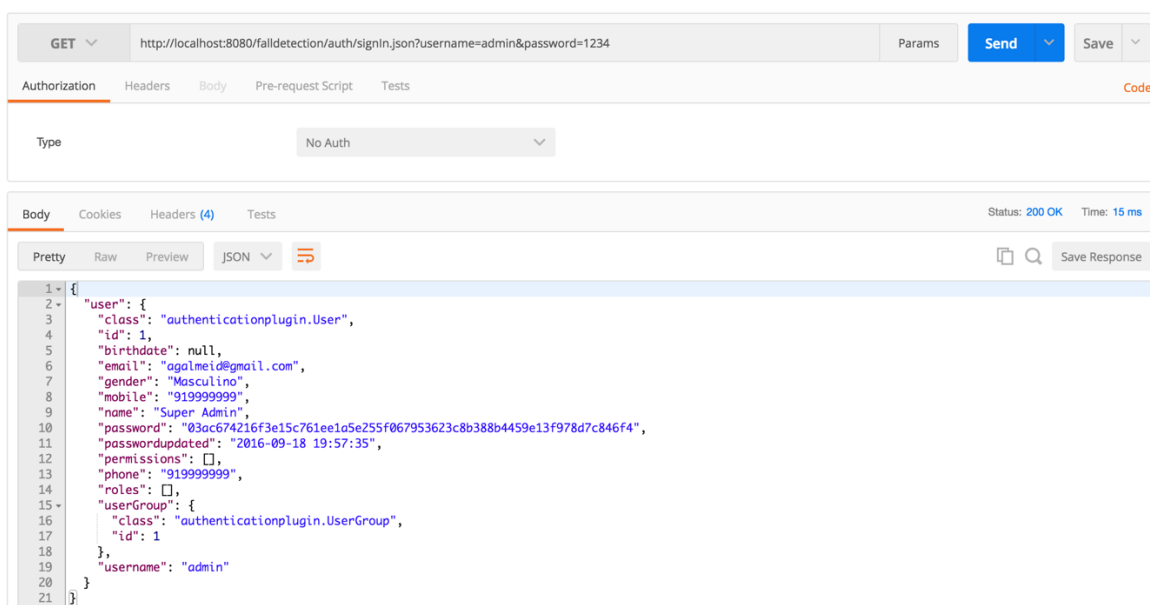 GET http://localhost:8080/falldetection/auth/signIn.json?username=admin&password=1234 Params Send Save
Authorization Headers Body Pre-request Script Tests Code
Type No Auth
Body Cookies Headers (4) Tests Status: 200 OK Time: 15 ms
Pretty Raw Preview JSON Save Response
1 {
2 "user": {
3 "class": "authenticationplugin.User",
4 "id": 1,
5 "birthdate": null,
6 "email": "agalmeid@gmail.com",
7 "gender": "Masculino",
8 "mobile": "919999999",
9 "name": "Super Admin",
10 "password": "03ac674216f3e15c761ee1a5e255f067953623c8b388b4459e13f978d7c846f4",
11 "passwordupdated": "2016-09-18 19:57:35",
12 "permissions": [],
13 "phone": "919999999",
14 "roles": [],
15 "userGroup": {
16 "class": "authenticationplugin.UserGroup",
17 "id": 1
18 },
19 "username": "admin"
20 }
21 }